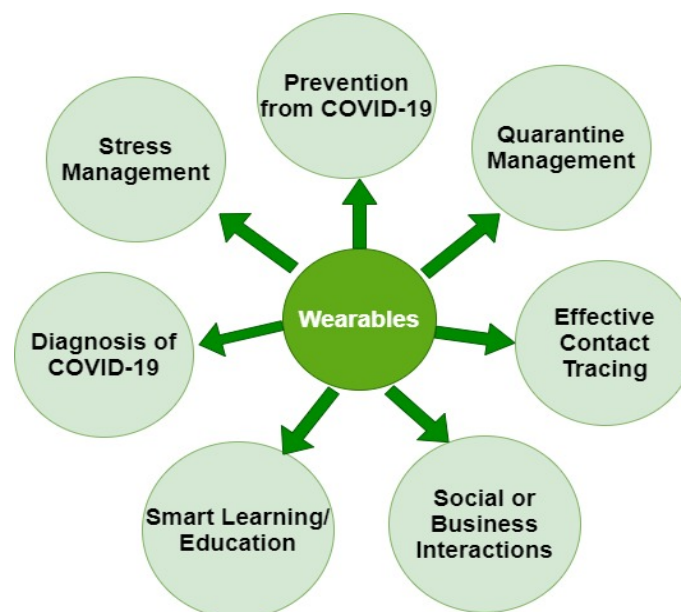 Prevention
from COVID-19
Stress
Management
Quarantine
Management
Wearables
Diagnosis of
COVID-19
Effective
Contact
Tracing
Smart Learning/
Education
Social or
Business
Interactions